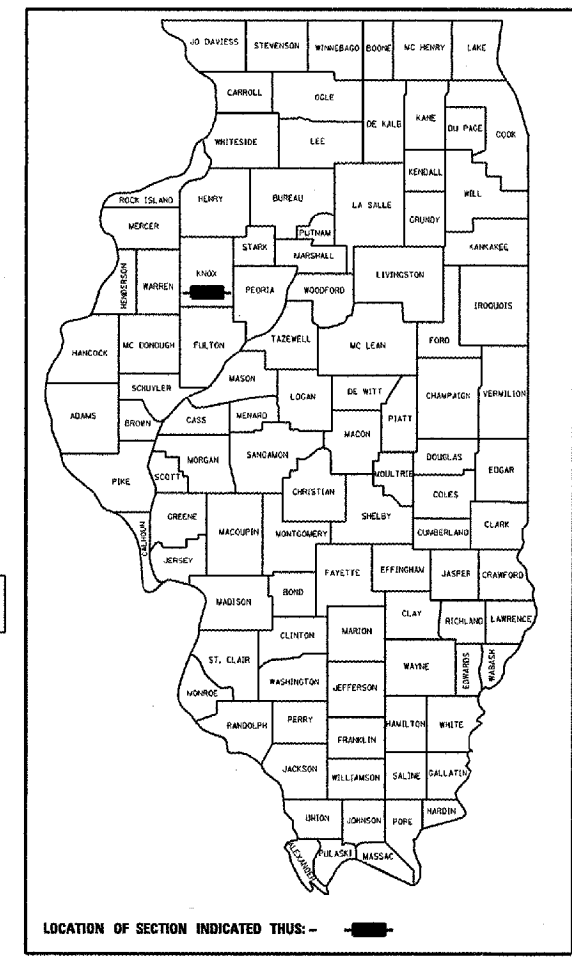 JO DAVIESS STEVENSON WINNEBAGO BOONE MC HENRY LAKE
CARROLL OGLE
DE KALB KANE DU PAGE COOK
WHITESIDE LEE
KENDALL WILL
ROCK ISLAND HENRY BUREAU LA SALLE GRUNDY
MERCER PUTNAM
STARK MARSHALL KANKAKEE
HENDERSON WARREN KNOX PEORIA WOODFORD LIVINGSTON IROQUOIS
HANCOCK MC DONOUGH FULTON TAZEWELL MC LEAN FORD
SCHUYLER MASON LOGAN DE WITT CHAMPAIGN VERMILION
ADAMS BROWN CASS MENARD MACON PIATT
PIKE SCOTT MORGAN SANGAMON CHRISTIAN MOULTRIE DOUGLAS EDGAR
COLES
CALHOUN GREENE MACOUPIN MONTGOMERY SHELBY CUMBERLAND CLARK
JERSEY FAYETTE EFFINGHAM JASPER CRAWFORD
MADISON BOND CLAY RICHLAND LAWRENCE
CLINTON MARION
ST. CLAIR WASHINGTON JEFFERSON WAYNE EDWARDS WABASH
MONROE
RANDOLPH PERRY FRANKLIN HAMILTON WHITE
JACKSON WILLIAMSON SALINE GALLATIN
UNION JOHNSON POPE HARDIN
ALEXANDER PULASKI MASSAC
LOCATION OF SECTION INDICATED THUS: –